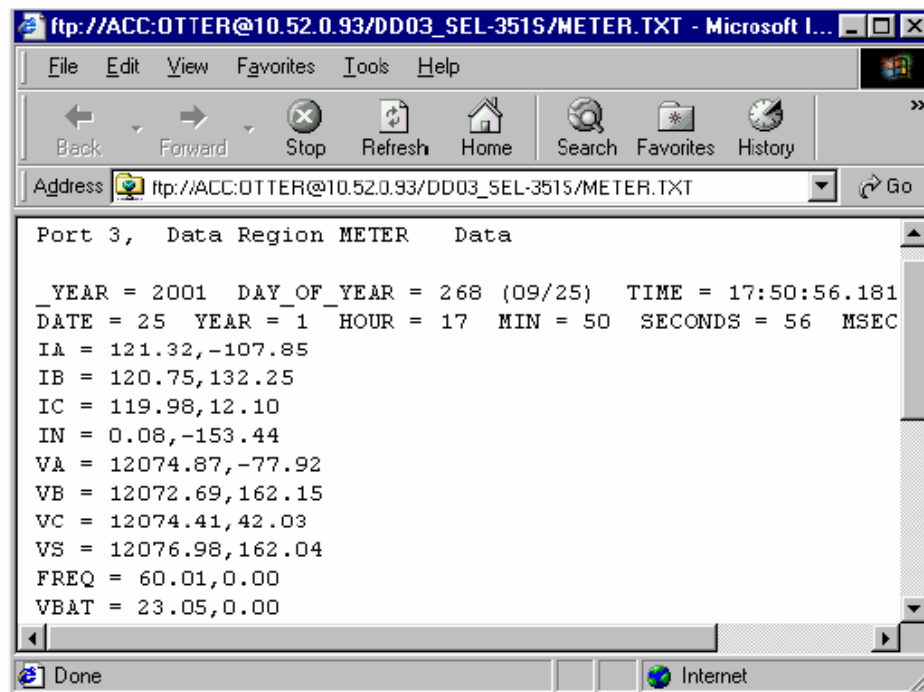 ftp://ACC:OTTER@10.52.0.93/DD03_SEL-351S/METER.TXT - Microsoft I...
File Edit View Favorites Tools Help
Back Forward Stop Refresh Home Search Favorites History »
Address ftp://ACC:OTTER@10.52.0.93/DD03_SEL-351S/METER.TXT Go
Port 3, Data Region METER Data
_YEAR = 2001 DAY_OF_YEAR = 268 (09/25) TIME = 17:50:56.181
DATE = 25 YEAR = 1 HOUR = 17 MIN = 50 SECONDS = 56 MSEC
IA = 121.32,-107.85
IB = 120.75,132.25
IC = 119.98,12.10
IN = 0.08,-153.44
VA = 12074.87,-77.92
VB = 12072.69,162.15
VC = 12074.41,42.03
VS = 12076.98,162.04
FREQ = 60.01,0.00
VBAT = 23.05,0.00
Done Internet